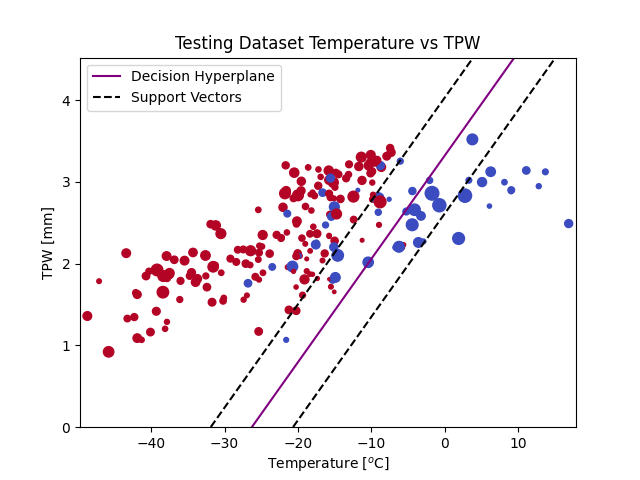 Testing Dataset Temperature vs TPW
Decision Hyperplane
Support Vectors
TPW [mm]
4
3
2
1
0
−40 −30 −20 −10 0 10
Temperature [°C]